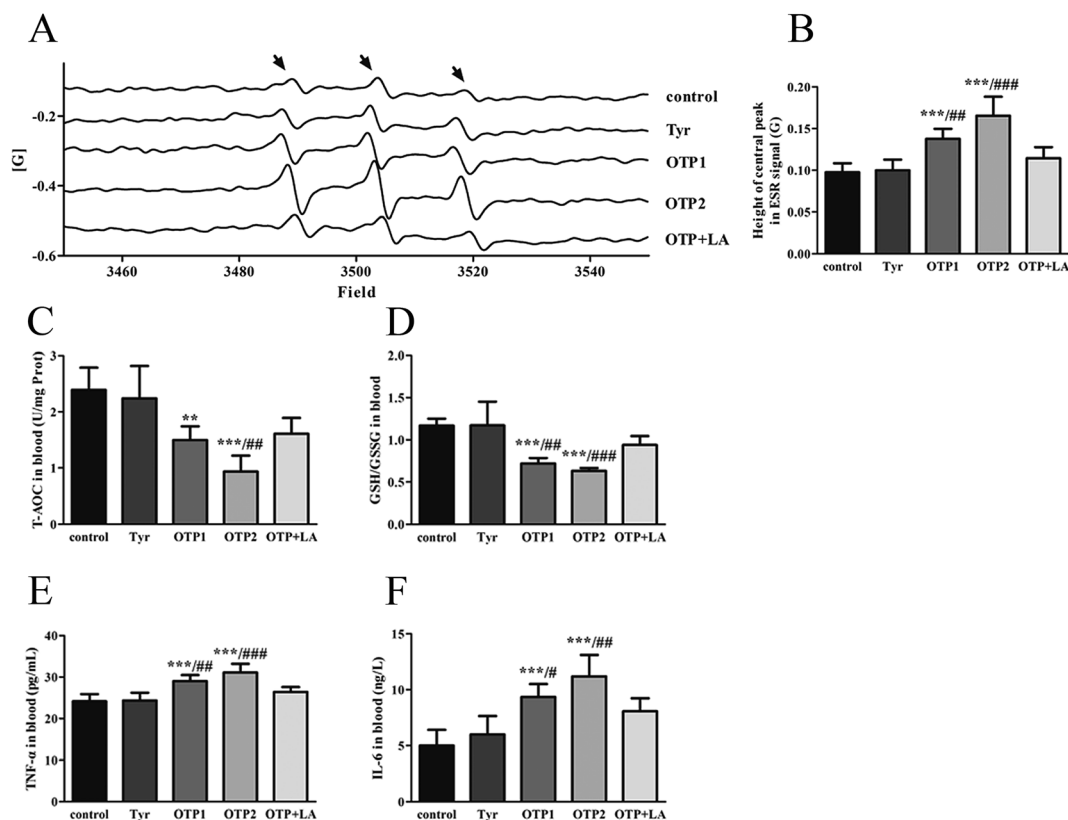 A
[G]
-0.2
-0.4
-0.6
3460
3480
3500
3520
3540
Field
control
Tyr
OTP1
OTP2
OTP+LA
B
Height of central peak
in ESR signal (G)
0.20
0.15
0.10
0.05
0.00
***/##
***/###
control
Tyr
OTP1
OTP2
OTP+LA
C
T-AOC in blood (U/mg Prot)
3
2
1
0
**
***/##
control
Tyr
OTP1
OTP2
OTP+LA
D
GSH/GSSG in blood
2.0
1.5
1.0
0.5
0.0
***/##
***/###
control
Tyr
OTP1
OTP2
OTP+LA
E
TNF-α in blood (pg/mL)
40
30
20
10
0
***/##
***/###
control
Tyr
OTP1
OTP2
OTP+LA
F
IL-6 in blood (ng/L)
15
10
5
0
***/#
***/##
control
Tyr
OTP1
OTP2
OTP+LA